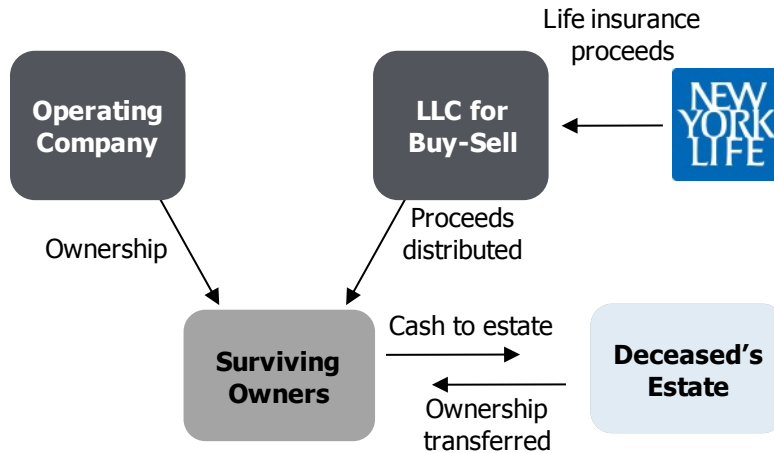 Life insurance
proceeds
Operating
Company
LLC for
Buy-Sell
NEW
YORK
LIFE
Ownership
Proceeds
distributed
Surviving
Owners
Cash to estate
Ownership
transferred
Deceased’s
Estate